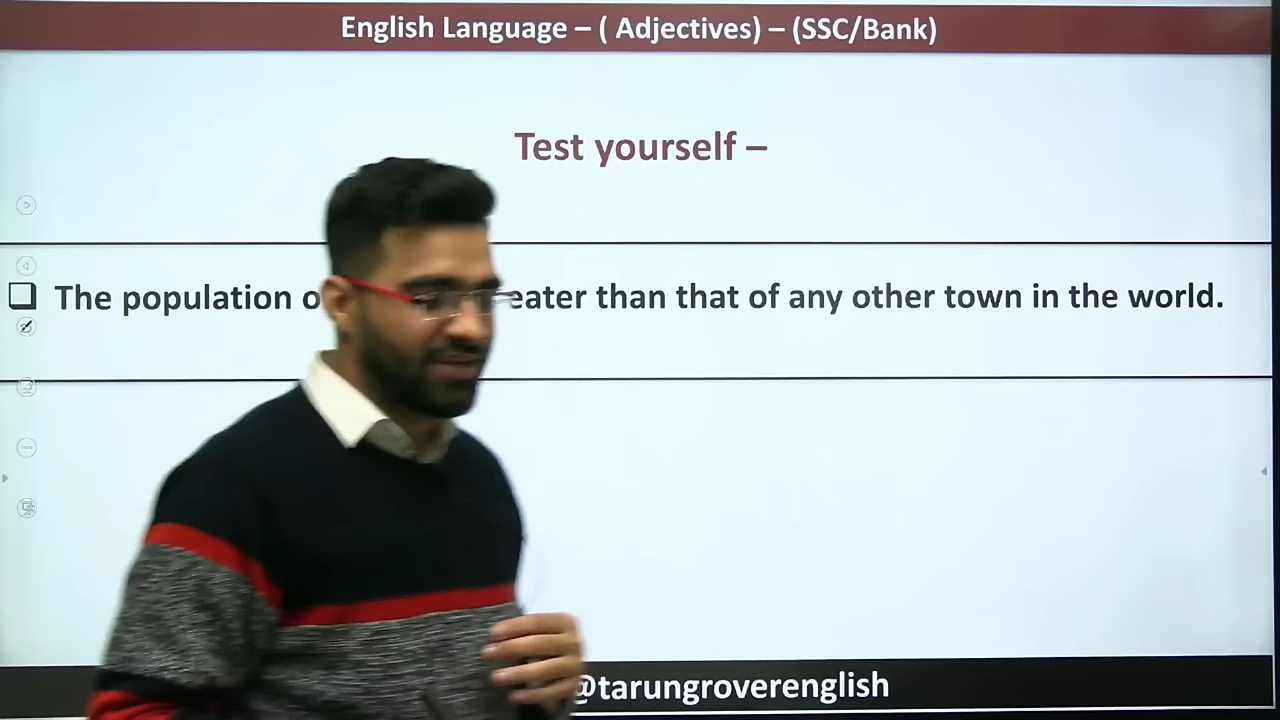 English Language – ( Adjectives) – (SSC/Bank)
Test yourself –
The population than that of any other town in the world.
@tarungroverenglish